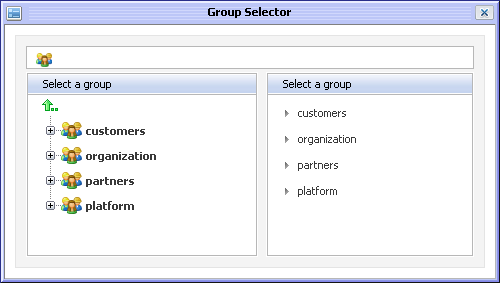 Group Selector
Select a group
customers
organization
partners
platform
Select a group
customers
organization
partners
platform